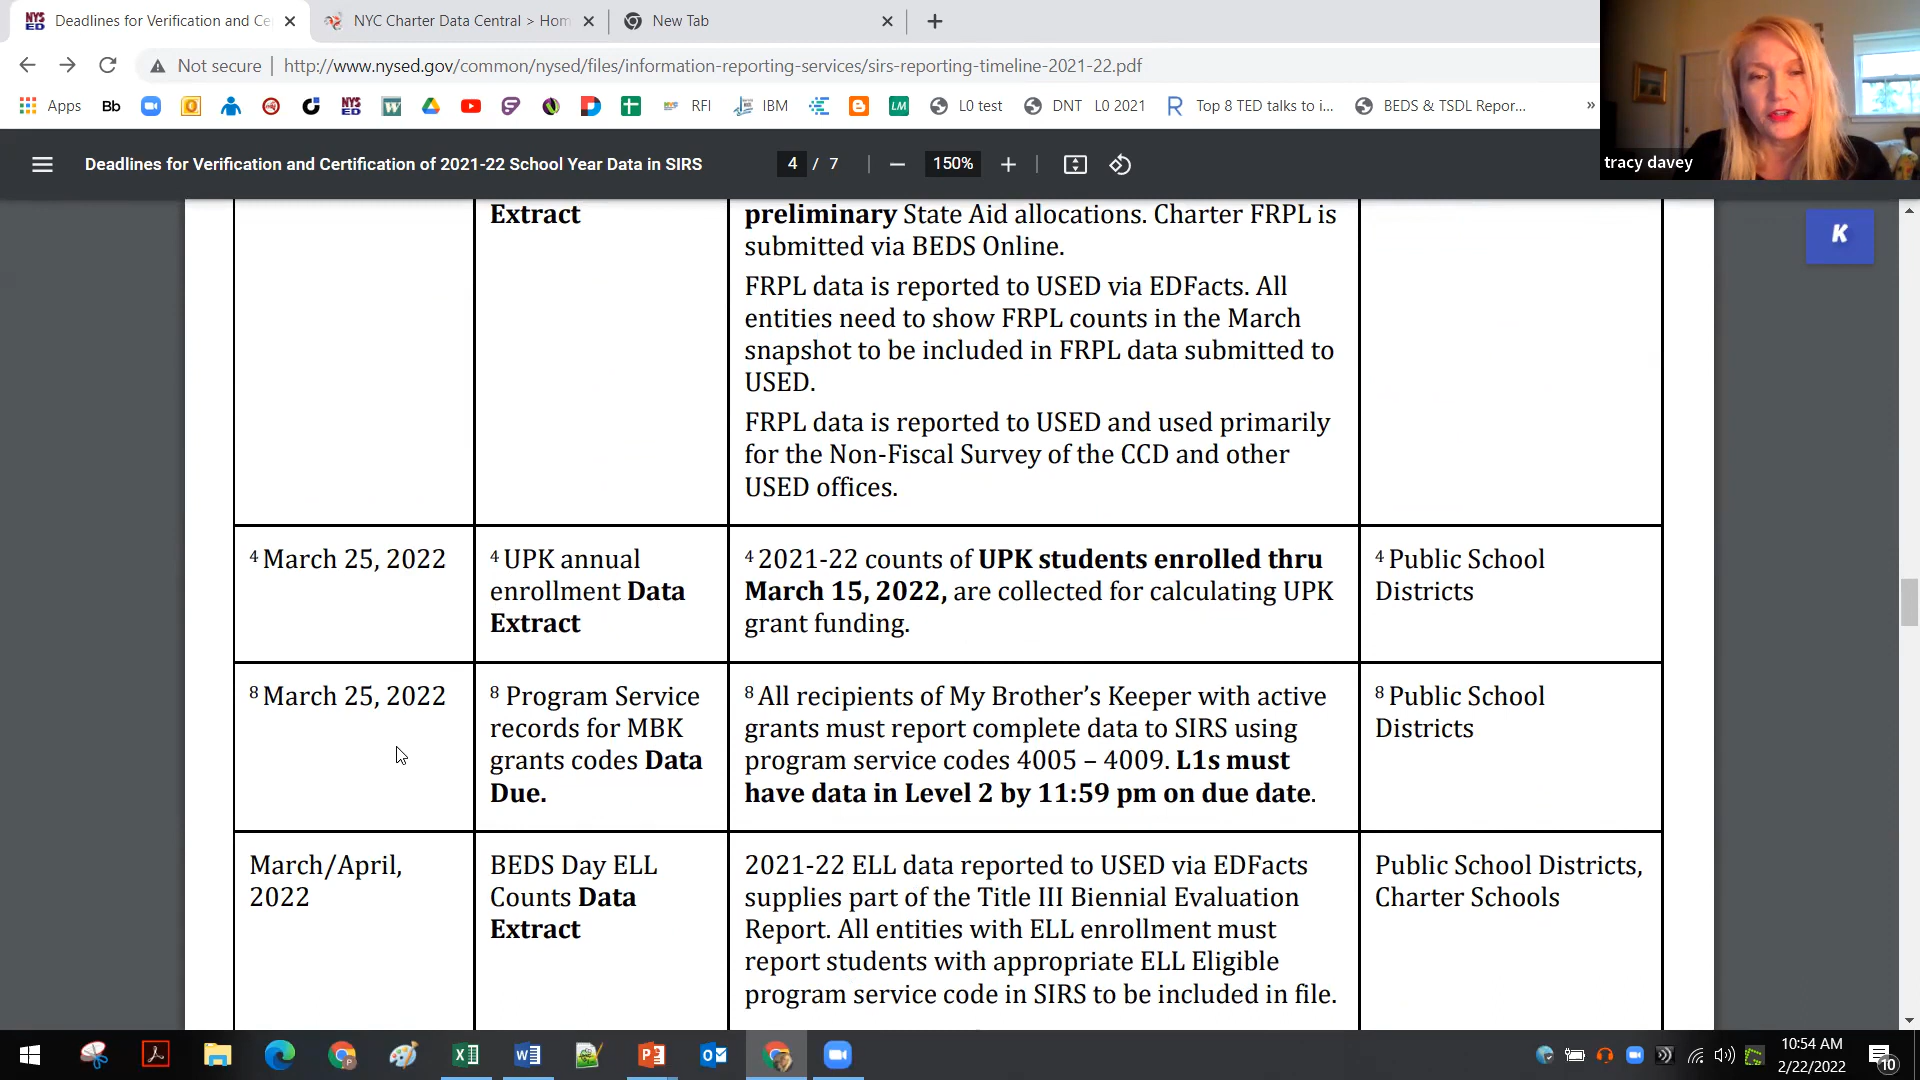 Deadlines for Verification and Ce
NYC Charter Data Central > Hom
New Tab
Not secure
http://www.nysed.gov/common/nysed/files/information-reporting-services/sirs-reporting-timeline-2021-22.pdf
Apps
Bb
NYS ED
RFI
IBM
LM
L0 test
DNT L0 2021
Top 8 TED talks to i...
BEDS & TSDL Repor...
»
tracy davey
Deadlines for Verification and Certification of 2021-22 School Year Data in SIRS
4 / 7
150%
K
Extract
preliminary State Aid allocations. Charter FRPL is
submitted via BEDS Online.
FRPL data is reported to USED via EDFacts. All
entities need to show FRPL counts in the March
snapshot to be included in FRPL data submitted to
USED.
FRPL data is reported to USED and used primarily
for the Non-Fiscal Survey of the CCD and other
USED offices.
4 March 25, 2022
4 UPK annual
enrollment Data
Extract
4 2021-22 counts of UPK students enrolled thru
March 15, 2022, are collected for calculating UPK
grant funding.
4 Public School
Districts
8 March 25, 2022
8 Program Service
records for MBK
grants codes Data
Due.
8 All recipients of My Brother’s Keeper with active
grants must report complete data to SIRS using
program service codes 4005 – 4009. L1s must
have data in Level 2 by 11:59 pm on due date.
8 Public School
Districts
March/April,
2022
BEDS Day ELL
Counts Data
Extract
2021-22 ELL data reported to USED via EDFacts
supplies part of the Title III Biennial Evaluation
Report. All entities with ELL enrollment must
report students with appropriate ELL Eligible
program service code in SIRS to be included in file.
Public School Districts,
Charter Schools
10:54 AM
2/22/2022
10